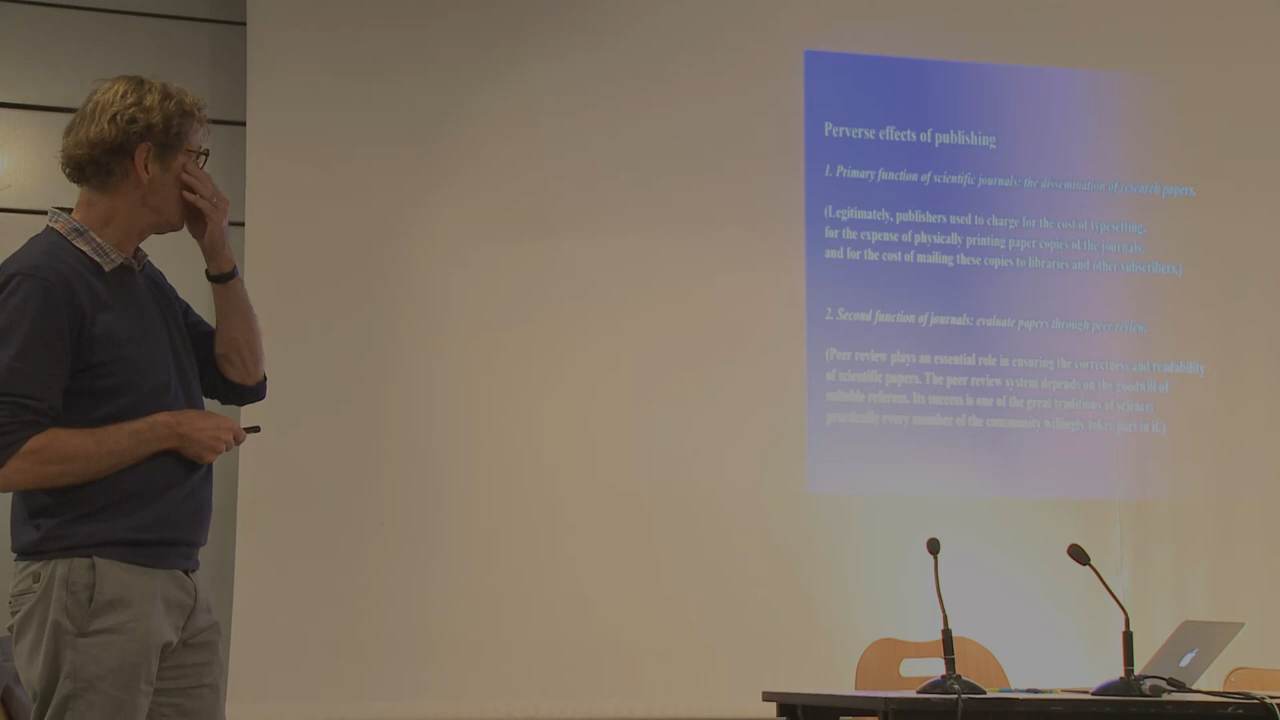 Perverse effects of publishing
1. Primary function of scientific journals: the dissemination of research papers.
(Legitimately, publishers used to charge for the cost of typesetting,
for the expense of physically printing paper copies of the journals,
and for the cost of mailing these copies to libraries and other subscribers.)
2. Second function of journals: evaluate papers through peer review.
(Peer review plays an essential role in ensuring the correctness and readability
of scientific papers. The peer review system depends on the goodwill of
suitable referees. Its success is one of the great traditions of science:
practically every member of the community willingly takes part in it.)